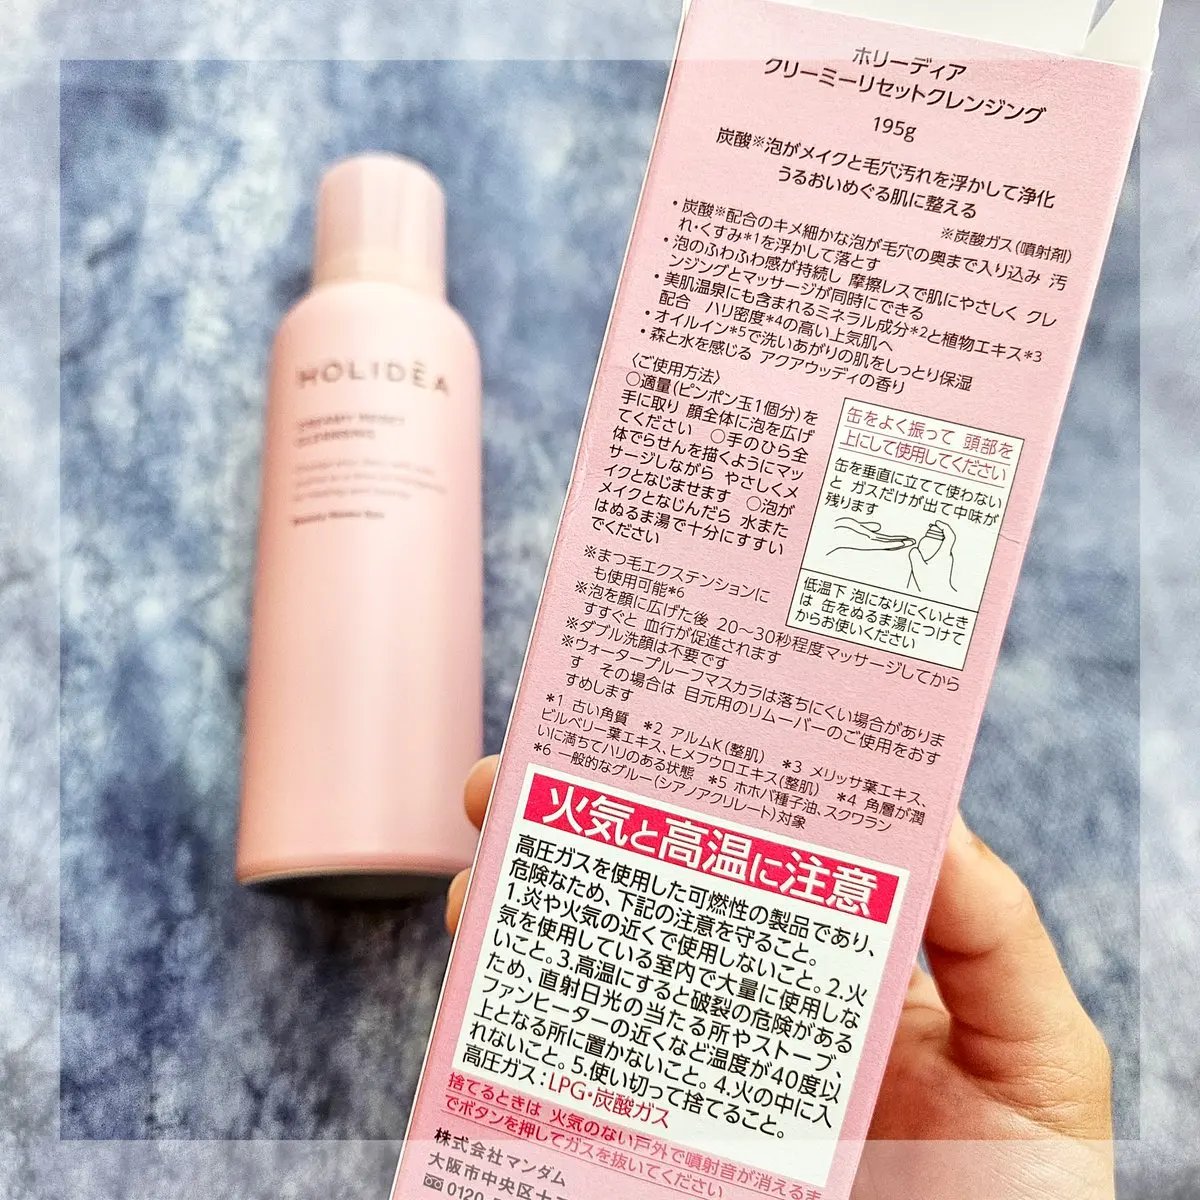 HOLIDEA
CREAMY RESET
CLEANSING
ホリーディア
クリーミーリセットクレンジング
195g
炭酸※泡がメイクと毛穴汚れを浮かして浄化
うるおいめぐる肌に整える
※炭酸ガス(噴射剤)
・炭酸※配合のキメ細かな泡が毛穴の奥まで入り込み 汚
れ・くすみ*1を浮かして落とす
・泡のふわふわ感が持続し 摩擦レスで肌にやさしく クレ
ンジングとマッサージが同時にできる
・美肌温泉にも含まれるミネラル成分*2と植物エキス*3
配合 ハリ密度*4の高い上気肌へ
・オイルイン*5で洗いあがりの肌をしっとり保湿
・森と水を感じる アクアウッディの香り
〈ご使用方法〉
○適量(ピンポン玉1個分)を
手に取り 顔全体に泡を広げ
てください ○手のひら全
体でらせんを描くようにマッ
サージしながら やさしくメ
イクとなじませます ○泡が
メイクとなじんだら 水また
はぬるま湯で十分にすすい
でください
缶をよく振って 頭部を
上にして使用してください
缶を垂直に立てて使わない
と ガスだけが出て中味が
残ります
低温下 泡になりにくいとき
は 缶をぬるま湯につけて
からお使いください
※まつ毛エクステンションに
も使用可能*6
※泡を顔に広げた後 20～30秒程度マッサージしてから
すすぐと 血行が促進されます
※ダブル洗顔は不要です
※ウォータープルーフマスカラは落ちにくい場合がありま
す その場合は 目元用のリムーバーのご使用をおす
すめします
*1 古い角質 *2 アルムK(整肌) *3 メリッサ葉エキス、
ビルベリー葉エキス、ヒメフウロエキス(整肌) *4 角層が潤
いに満ちてハリのある状態 *5 ホホバ種子油、スクワラン
*6 一般的なグルー(シアノアクリレート)対象
火気と高温に注意
高圧ガスを使用した可燃性の製品であり、
危険なため、下記の注意を守ること。
1.炎や火気の近くで使用しないこと。2.火
気を使用している室内で大量に使用しな
いこと。3.高温にすると破裂の危険がある
ため、直射日光の当たる所やストーブ、
ファンヒーターの近くなど温度が40度以
上となる所に置かないこと。4.火の中に入
れないこと。5.使い切って捨てること。
高圧ガス:LPG・炭酸ガス
捨てるときは 火気のない戸外で噴射音が消えるま
でボタンを押してガスを抜いてください
株式会社マンダム
大阪市中央区十
0120